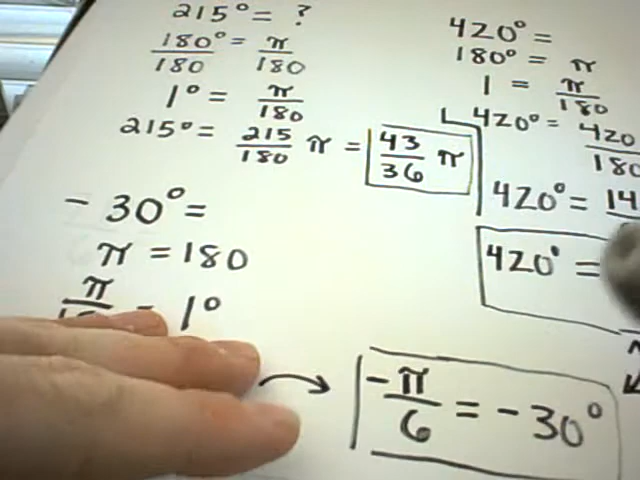 215° = ?
180° = π
180 180
1° = π
180
215° = 215 π = 43 π
180 36
- 30° =
π = 180
π = 1°
-π = - 30°
6
420° =
180° = π
1 = π
180
420° = 420
180
420° = 14
420° =